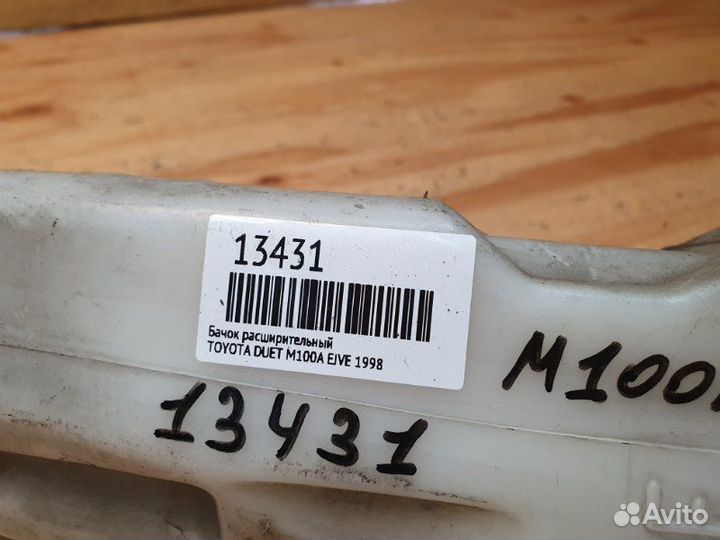 13431
Бачок расширительный
TOYOTA DUET M100A EJVE 1998
M100
13431
Avito